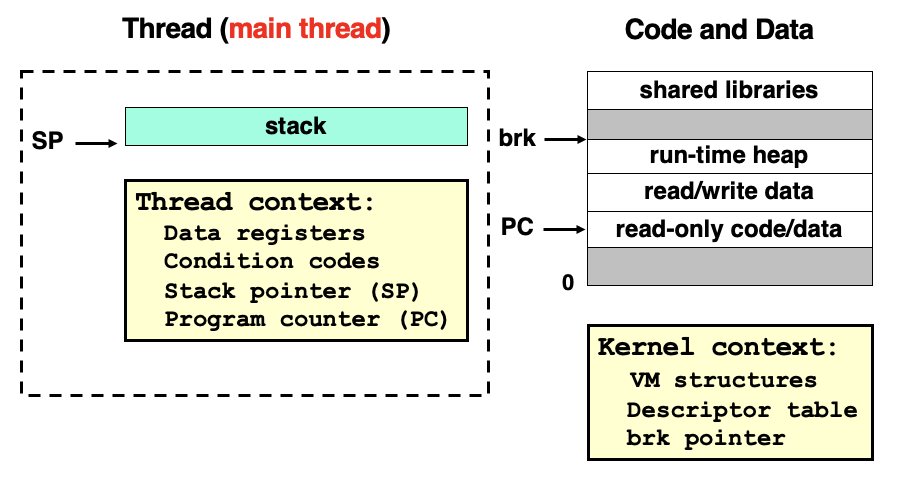 Thread (main thread)
SP
stack
Thread context:
Data registers
Condition codes
Stack pointer (SP)
Program counter (PC)
Code and Data
shared libraries
brk
run-time heap
read/write data
PC
read-only code/data
0
Kernel context:
VM structures
Descriptor table
brk pointer